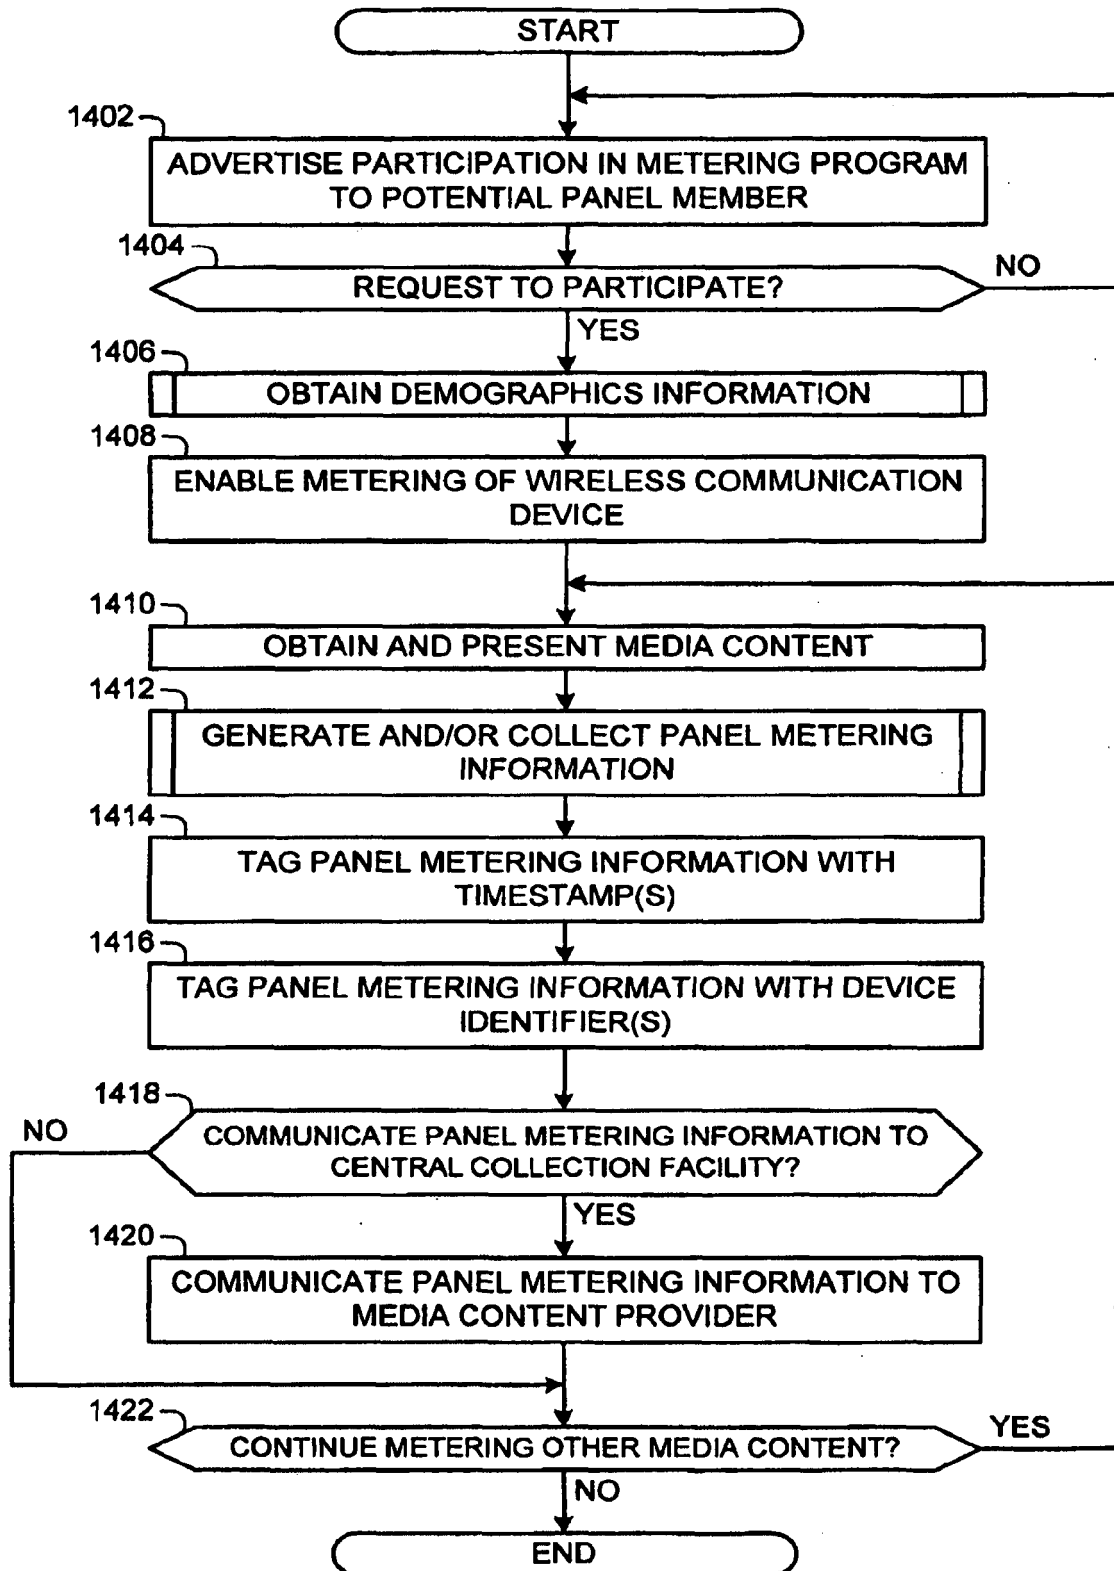 START
1402
ADVERTISE PARTICIPATION IN METERING PROGRAM
TO POTENTIAL PANEL MEMBER
1404
REQUEST TO PARTICIPATE?
NO
YES
1406
OBTAIN DEMOGRAPHICS INFORMATION
1408
ENABLE METERING OF WIRELESS COMMUNICATION
DEVICE
1410
OBTAIN AND PRESENT MEDIA CONTENT
1412
GENERATE AND/OR COLLECT PANEL METERING
INFORMATION
1414
TAG PANEL METERING INFORMATION WITH
TIMESTAMP(S)
1416
TAG PANEL METERING INFORMATION WITH DEVICE
IDENTIFIER(S)
1418
NO
COMMUNICATE PANEL METERING INFORMATION TO
CENTRAL COLLECTION FACILITY?
YES
1420
COMMUNICATE PANEL METERING INFORMATION TO
MEDIA CONTENT PROVIDER
1422
CONTINUE METERING OTHER MEDIA CONTENT?
YES
NO
END